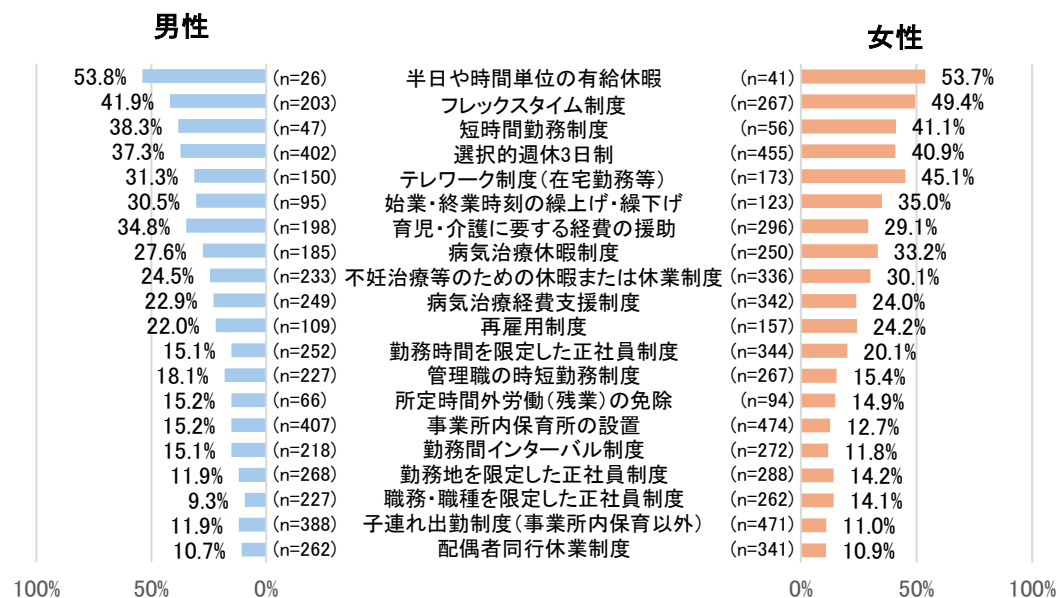 男性
女性
53.8% (n=26) 半日や時間単位の有給休暇 (n=41) 53.7%
41.9% (n=203) フレックスタイム制度 (n=267) 49.4%
38.3% (n=47) 短時間勤務制度 (n=56) 41.1%
37.3% (n=402) 選択的週休3日制 (n=455) 40.9%
31.3% (n=150) テレワーク制度(在宅勤務等) (n=173) 45.1%
30.5% (n=95) 始業・終業時刻の繰上げ・繰下げ (n=123) 35.0%
34.8% (n=198) 育児・介護に要する経費の援助 (n=296) 29.1%
27.6% (n=185) 病気治療休暇制度 (n=250) 33.2%
24.5% (n=233) 不妊治療等のための休暇または休業制度 (n=336) 30.1%
22.9% (n=249) 病気治療経費支援制度 (n=342) 24.0%
22.0% (n=109) 再雇用制度 (n=157) 24.2%
15.1% (n=252) 勤務時間を限定した正社員制度 (n=344) 20.1%
18.1% (n=227) 管理職の時短勤務制度 (n=267) 15.4%
15.2% (n=66) 所定時間外労働(残業)の免除 (n=94) 14.9%
15.2% (n=407) 事業所内保育所の設置 (n=474) 12.7%
15.1% (n=218) 勤務間インターバル制度 (n=272) 11.8%
11.9% (n=268) 勤務地を限定した正社員制度 (n=288) 14.2%
9.3% (n=227) 職務・職種を限定した正社員制度 (n=262) 14.1%
11.9% (n=388) 子連れ出勤制度(事業所内保育以外) (n=471) 11.0%
10.7% (n=262) 配偶者同行休業制度 (n=341) 10.9%
100% 50% 0% 0% 50% 100%